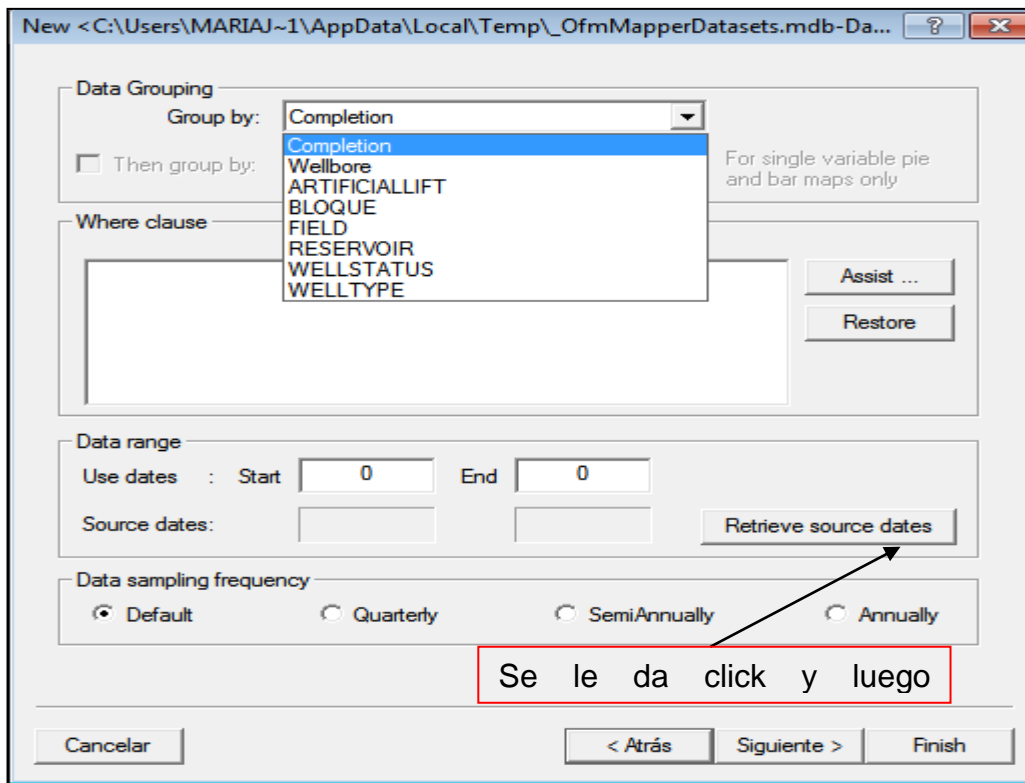 New <C:\Users\MARIAJ~1\AppData\Local\Temp\_OfmMapperDatasets.mdb-Da...
Data Grouping
Group by: Completion
Completion
Wellbore
ARTIFICIALLIFT
BLOQUE
FIELD
RESERVOIR
WELLSTATUS
WELLTYPE
Then group by:
For single variable pie
and bar maps only
Where clause
Assist ...
Restore
Data range
Use dates : Start 0 End 0
Source dates:
Retrieve source dates
Data sampling frequency
Default Quarterly SemiAnnually Annually
Se le da click y luego
Cancelar < Atrás Siguiente > Finish